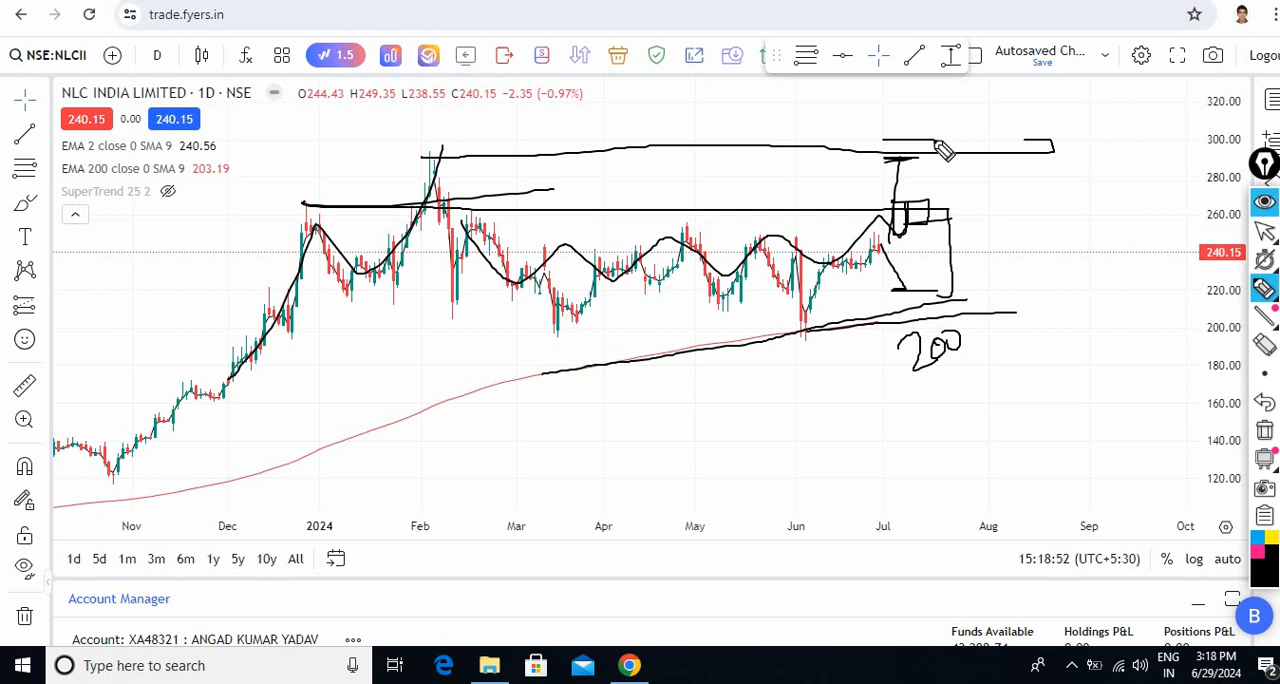 trade.fyers.in
NSE:NLCII
D
1.5
Autosaved Ch...
Save
Logo
NLC INDIA LIMITED · 1D · NSE
O244.43 H249.35 L238.55 C240.15 −2.35 (−0.97%)
240.15 0.00 240.15
EMA 2 close 0 SMA 9 240.56
EMA 200 close 0 SMA 9 203.19
SuperTrend 25 2
320.00
300.00
280.00
260.00
240.15
220.00
200.00
180.00
160.00
140.00
120.00
200
Nov Dec 2024 Feb Mar Apr May Jun Jul Aug Sep Oct
1d 5d 1m 3m 6m 1y 5y 10y All
15:18:52 (UTC+5:30) % log auto
Account Manager
B
Account: XA48321 : ANGAD KUMAR YADAV
Funds Available Holdings P&L Positions P&L
Type here to search
ENG
IN
3:18 PM
6/29/2024
2